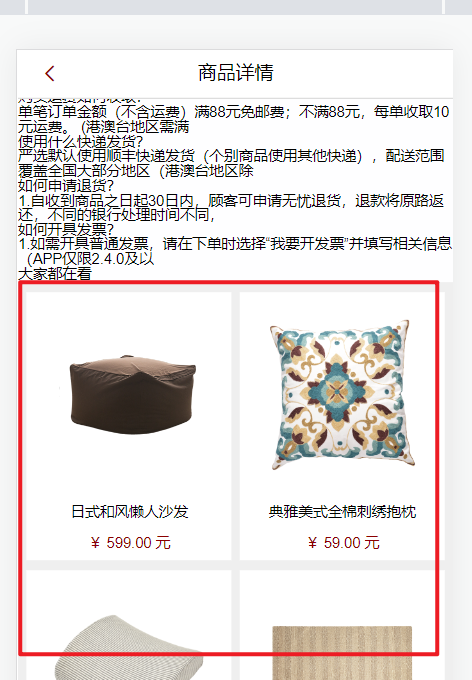 商品详情
购买运费如何收取？
单笔订单金额（不含运费）满88元免邮费；不满88元，每单收取10
元运费。 (港澳台地区需满
使用什么快递发货？
严选默认使用顺丰快递发货（个别商品使用其他快递），配送范围
覆盖全国大部分地区（港澳台地区除
如何申请退货？
1.自收到商品之日起30日内，顾客可申请无忧退货，退款将原路返
还，不同的银行处理时间不同，
如何开具发票？
1.如需开具普通发票，请在下单时选择“我要开发票”并填写相关信息
（APP仅限2.4.0及以
大家都在看
日式和风懒人沙发
¥ 599.00 元
典雅美式全棉刺绣抱枕
¥ 59.00 元